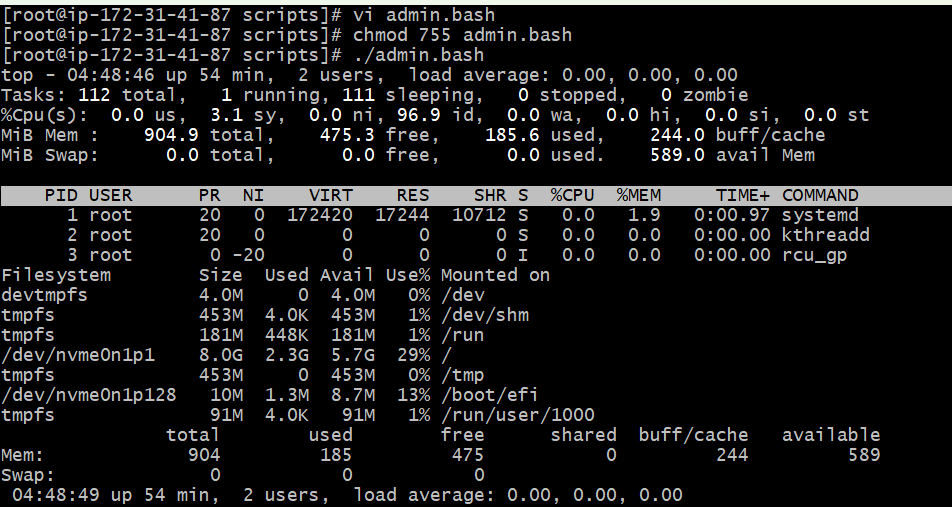 [root@ip-172-31-41-87 scripts]# vi admin.bash
[root@ip-172-31-41-87 scripts]# chmod 755 admin.bash
[root@ip-172-31-41-87 scripts]# ./admin.bash
top - 04:48:46 up 54 min,  2 users,  load average: 0.00, 0.00, 0.00
Tasks: 112 total,   1 running, 111 sleeping,   0 stopped,   0 zombie
%Cpu(s):  0.0 us,  3.1 sy,  0.0 ni, 96.9 id,  0.0 wa,  0.0 hi,  0.0 si,  0.0 st
MiB Mem :    904.9 total,    475.3 free,    185.6 used,    244.0 buff/cache
MiB Swap:      0.0 total,      0.0 free,      0.0 used.    589.0 avail Mem
    PID USER      PR  NI    VIRT    RES    SHR S  %CPU  %MEM     TIME+ COMMAND
      1 root      20   0  172420  17244  10712 S   0.0   1.9   0:00.97 systemd
      2 root      20   0       0      0      0 S   0.0   0.0   0:00.00 kthreadd
      3 root       0 -20       0      0      0 I   0.0   0.0   0:00.00 rcu_gp
Filesystem        Size  Used Avail Use% Mounted on
devtmpfs          4.0M     0  4.0M   0% /dev
tmpfs             453M  4.0K  453M   1% /dev/shm
tmpfs             181M  448K  181M   1% /run
/dev/nvme0n1p1    8.0G  2.3G  5.7G  29% /
tmpfs             453M     0  453M   0% /tmp
/dev/nvme0n1p128   10M  1.3M  8.7M  13% /boot/efi
tmpfs              91M  4.0K   91M   1% /run/user/1000
               total        used        free      shared  buff/cache   available
Mem:             904         185         475           0         244         589
Swap:              0           0           0
 04:48:49 up 54 min,  2 users,  load average: 0.00, 0.00, 0.00